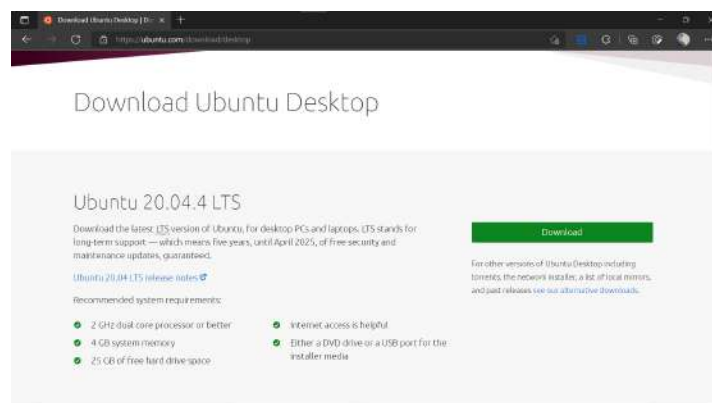 Download Ubuntu Desktop | Do
https://ubuntu.com/download/desktop
Download Ubuntu Desktop
Ubuntu 20.04.4 LTS
Download the latest LTS version of Ubuntu, for desktop PCs and laptops. LTS stands for
long-term support — which means five years, until April 2025, of free security and
maintenance updates, guaranteed.
Ubuntu 20.04 LTS release notes
Recommended system requirements:
2 GHz dual core processor or better
4 GB system memory
25 GB of free hard drive space
Internet access is helpful
Either a DVD drive or a USB port for the
installer media
Download
For other versions of Ubuntu Desktop including
torrents, the network installer, a list of local mirrors,
and past releases see our alternative downloads.